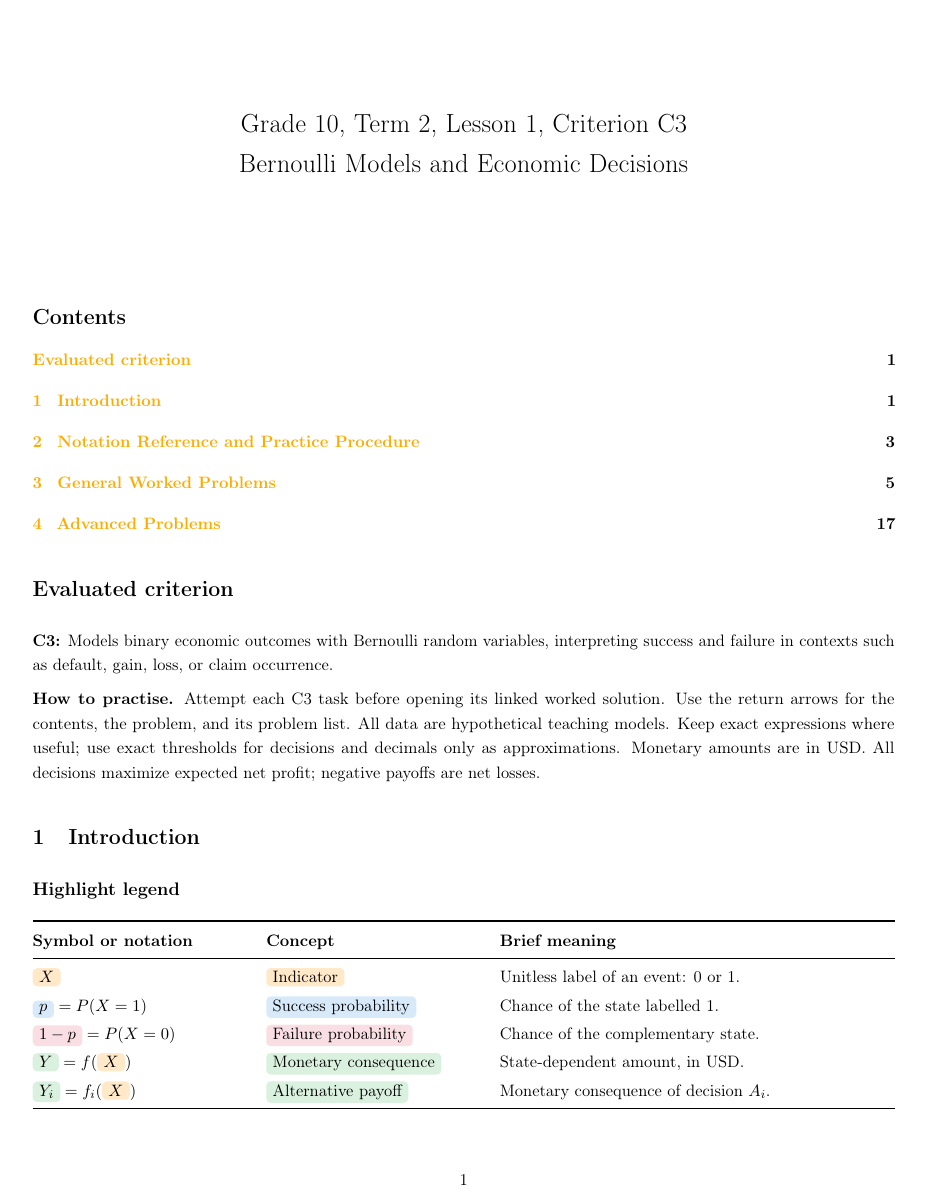 Grade 10, Term 2, Lesson 1, Criterion C3
Bernoulli Models and Economic Decisions
Contents
Evaluated criterion 1
1 Introduction 1
2 Notation Reference and Practice Procedure 3
3 General Worked Problems 5
4 Advanced Problems 17
Evaluated criterion
C3: Models binary economic outcomes with Bernoulli random variables, interpreting success and failure in contexts such
as default, gain, loss, or claim occurrence.
How to practise. Attempt each C3 task before opening its linked worked solution. Use the return arrows for the
contents, the problem, and its problem list. All data are hypothetical teaching models. Keep exact expressions where
useful; use exact thresholds for decisions and decimals only as approximations. Monetary amounts are in USD. All
decisions maximize expected net profit; negative payoffs are net losses.
1 Introduction
Highlight legend
Symbol or notation Concept Brief meaning
X Indicator Unitless label of an event: 0 or 1.
p = P(X = 1) Success probability Chance of the state labelled 1.
1 − p = P(X = 0) Failure probability Chance of the complementary state.
Y = f(X) Monetary consequence State-dependent amount, in USD.
Yᵢ = fᵢ(X) Alternative payoff Monetary consequence of decision Aᵢ.
1